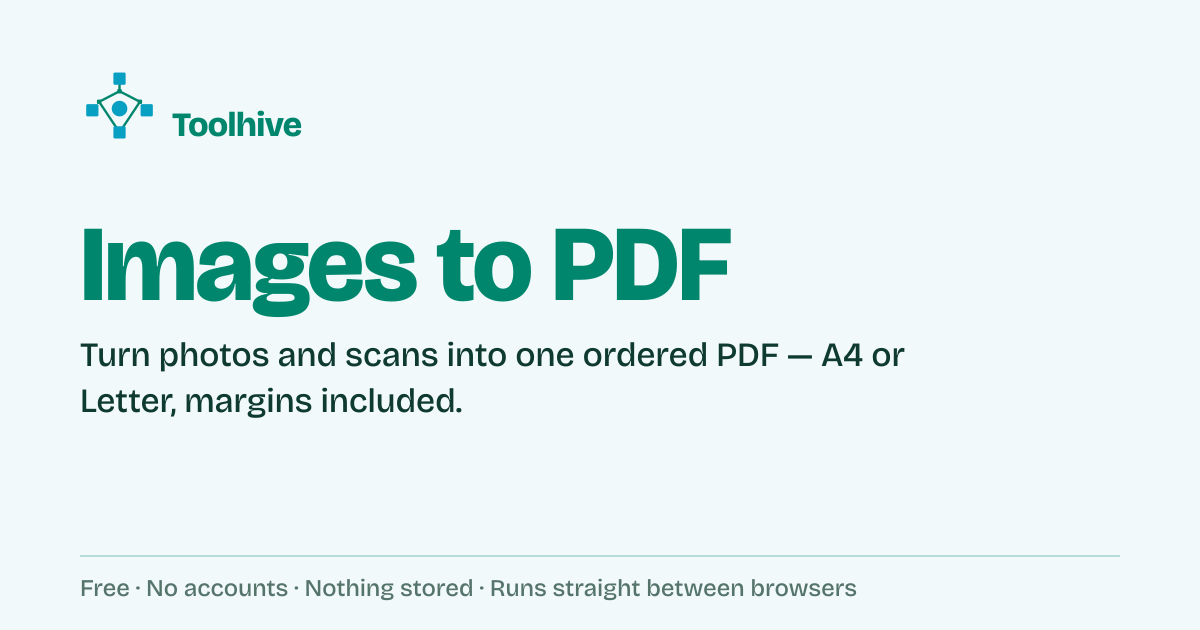 Toolhive
Images to PDF
Turn photos and scans into one ordered PDF — A4 or
Letter, margins included.
Free · No accounts · Nothing stored · Runs straight between browsers